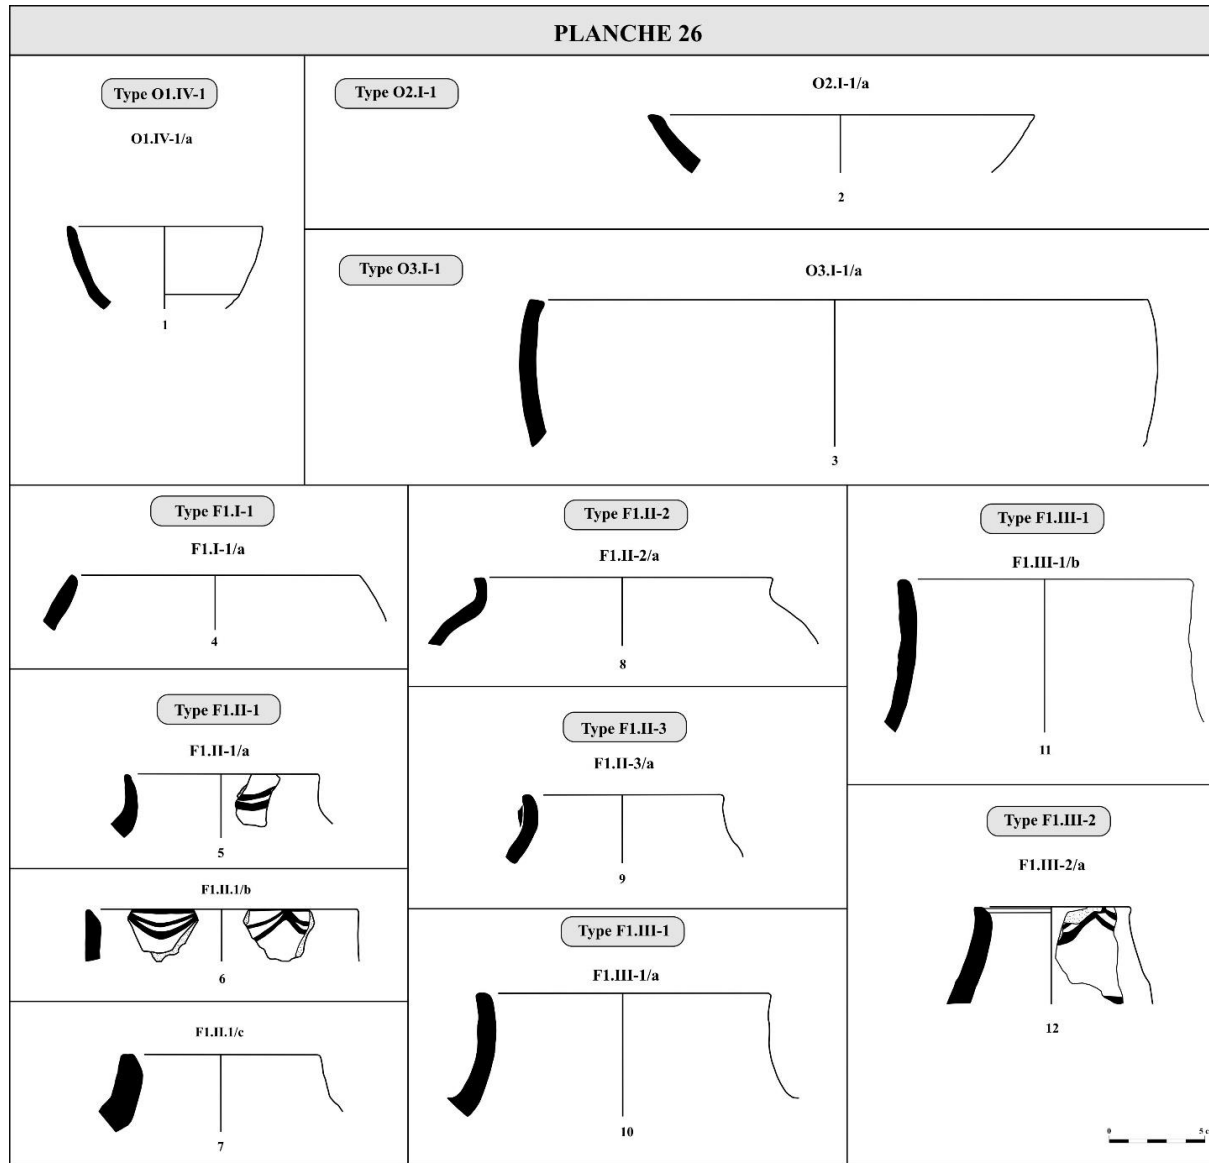 PLANCHE 26
Type O1.IV-1
O1.IV-1/a
1
Type O2.I-1
O2.I-1/a
2
Type O3.I-1
O3.I-1/a
3
Type F1.I-1
F1.I-1/a
4
Type F1.II-1
F1.II-1/a
5
F1.II.1/b
6
F1.II.1/c
7
Type F1.II-2
F1.II-2/a
8
Type F1.II-3
F1.II-3/a
9
Type F1.III-1
F1.III-1/a
10
Type F1.III-1
F1.III-1/b
11
Type F1.III-2
F1.III-2/a
12
0 5 c